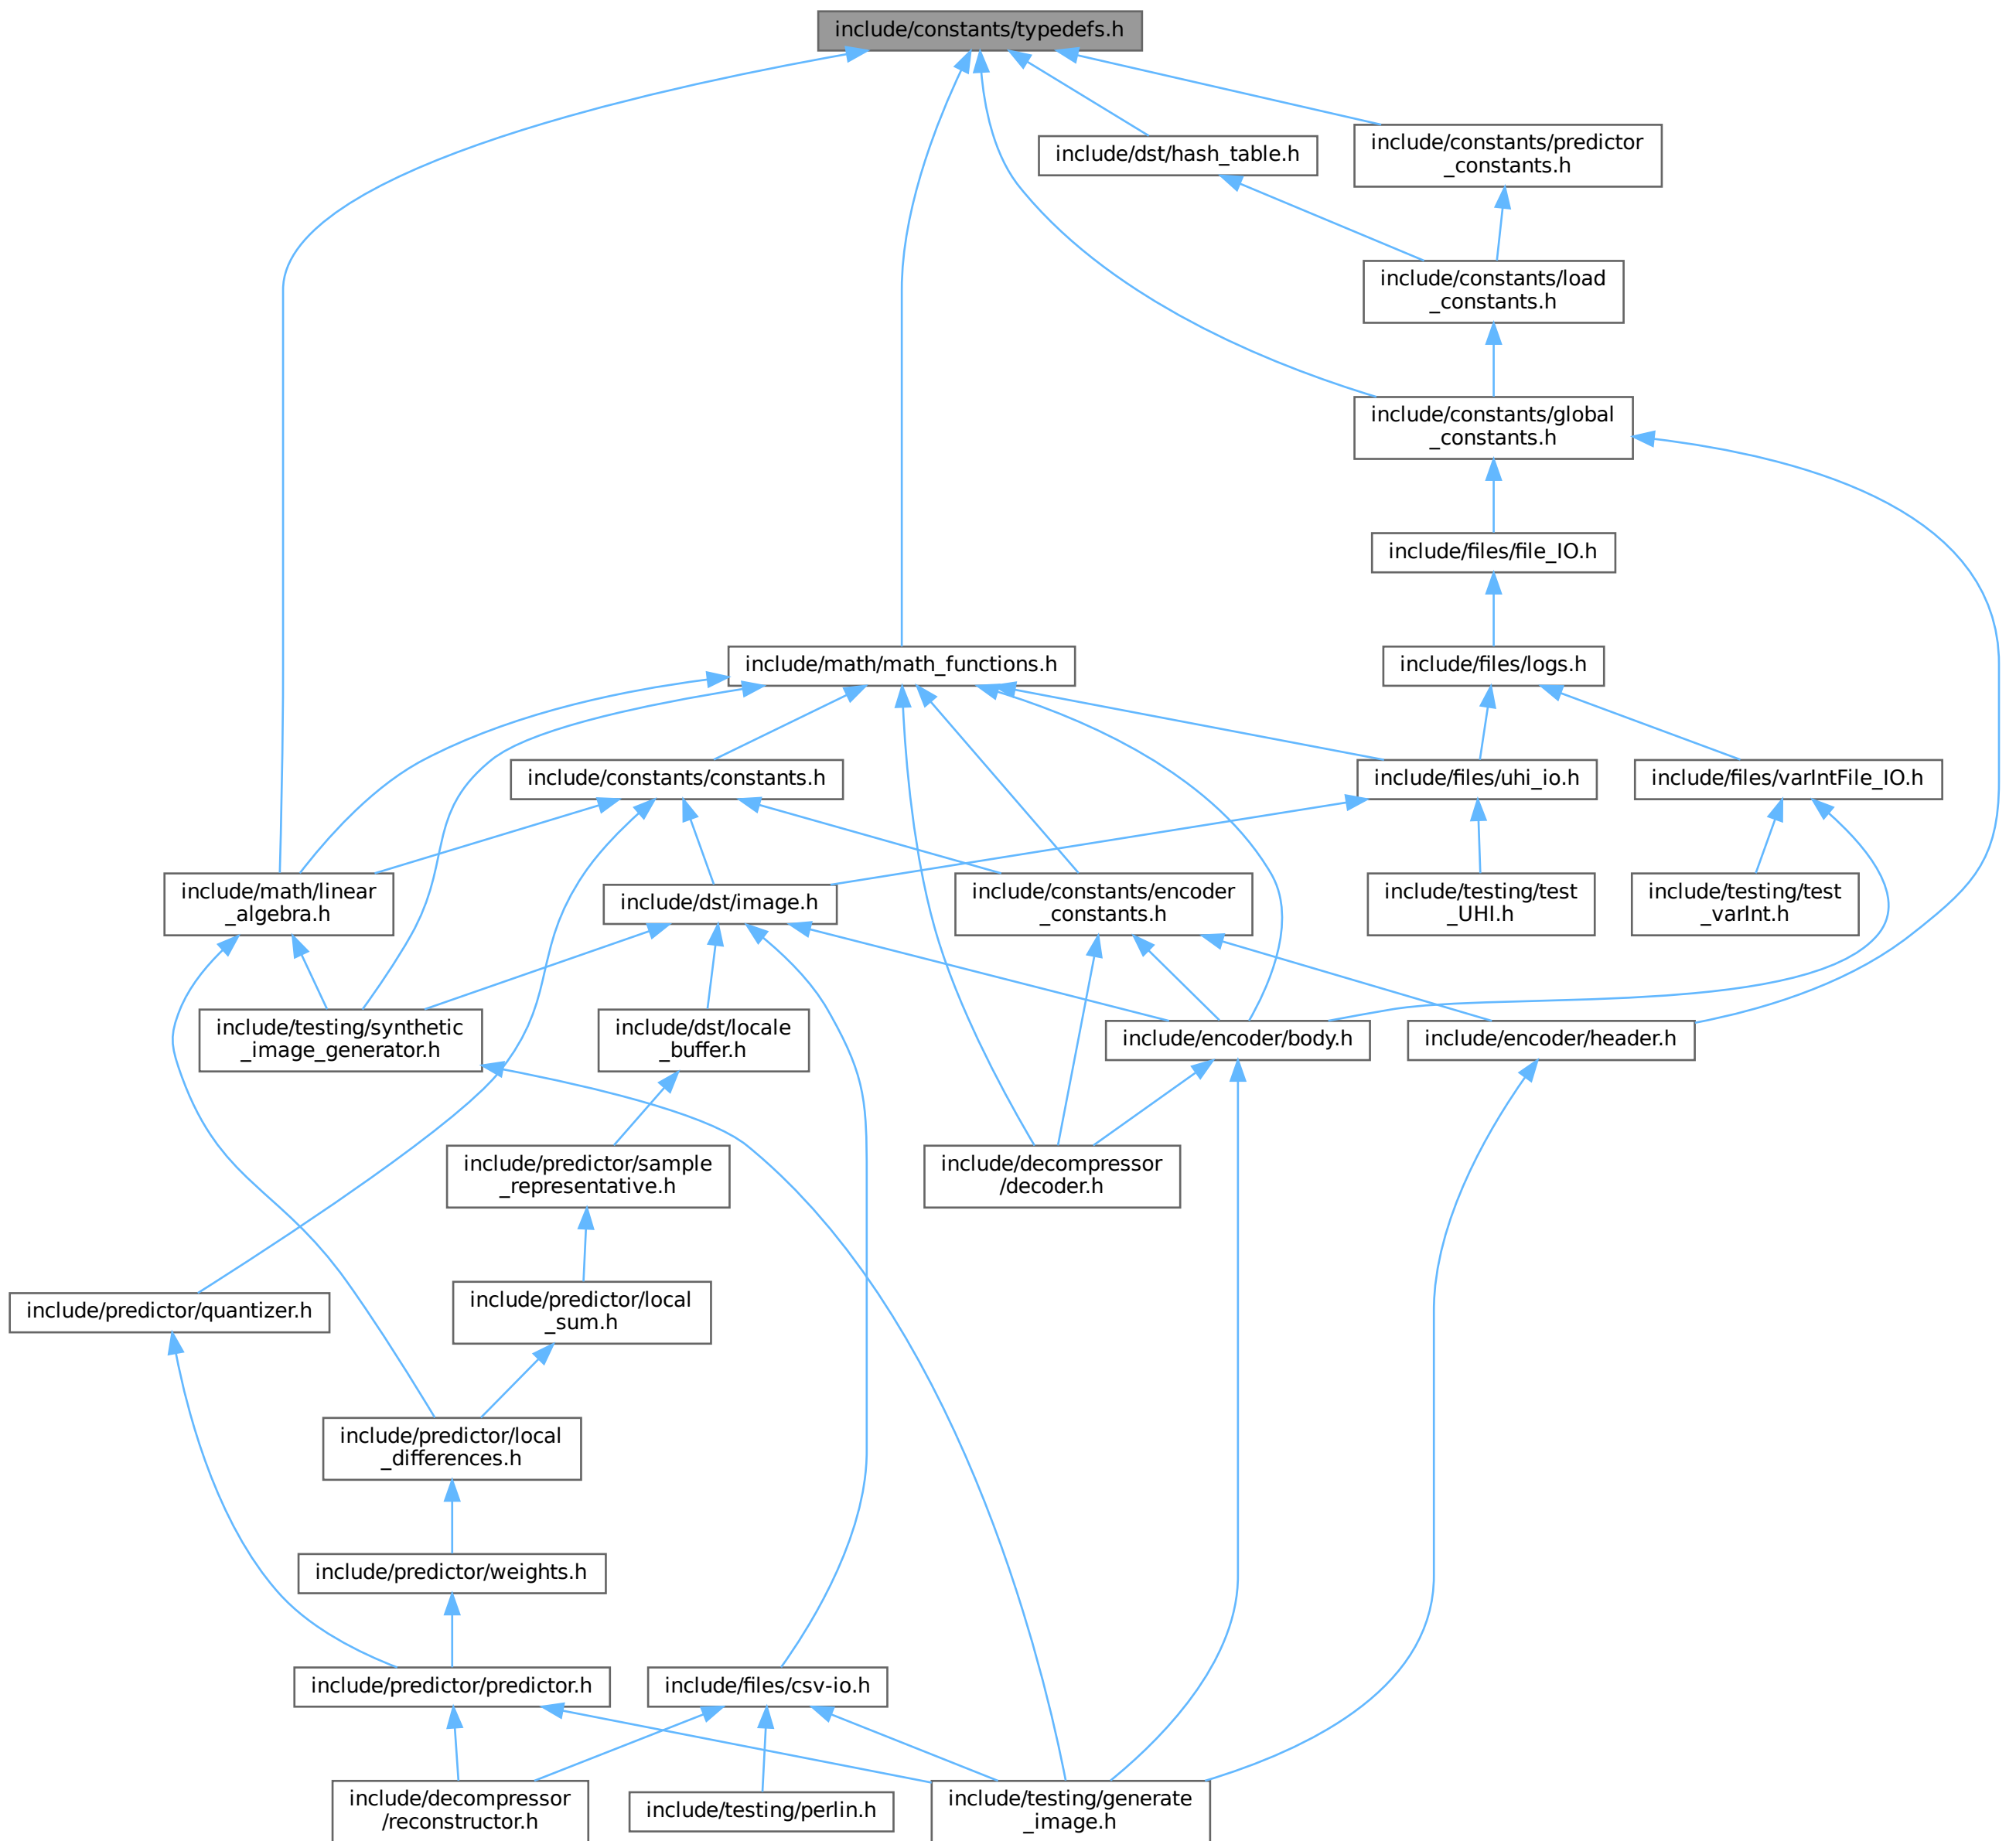 include/constants/typedefs.h
include/dst/hash_table.h
include/constants/predictor
_constants.h
include/constants/load
_constants.h
include/constants/global
_constants.h
include/files/file_IO.h
include/math/math_functions.h
include/files/logs.h
include/constants/constants.h
include/files/uhi_io.h
include/files/varIntFile_IO.h
include/math/linear
_algebra.h
include/dst/image.h
include/constants/encoder
_constants.h
include/testing/test
_UHI.h
include/testing/test
_varInt.h
include/testing/synthetic
_image_generator.h
include/dst/locale
_buffer.h
include/encoder/body.h
include/encoder/header.h
include/predictor/sample
_representative.h
include/decompressor
/decoder.h
include/predictor/quantizer.h
include/predictor/local
_sum.h
include/predictor/local
_differences.h
include/predictor/weights.h
include/predictor/predictor.h
include/files/csv-io.h
include/decompressor
/reconstructor.h
include/testing/perlin.h
include/testing/generate
_image.h